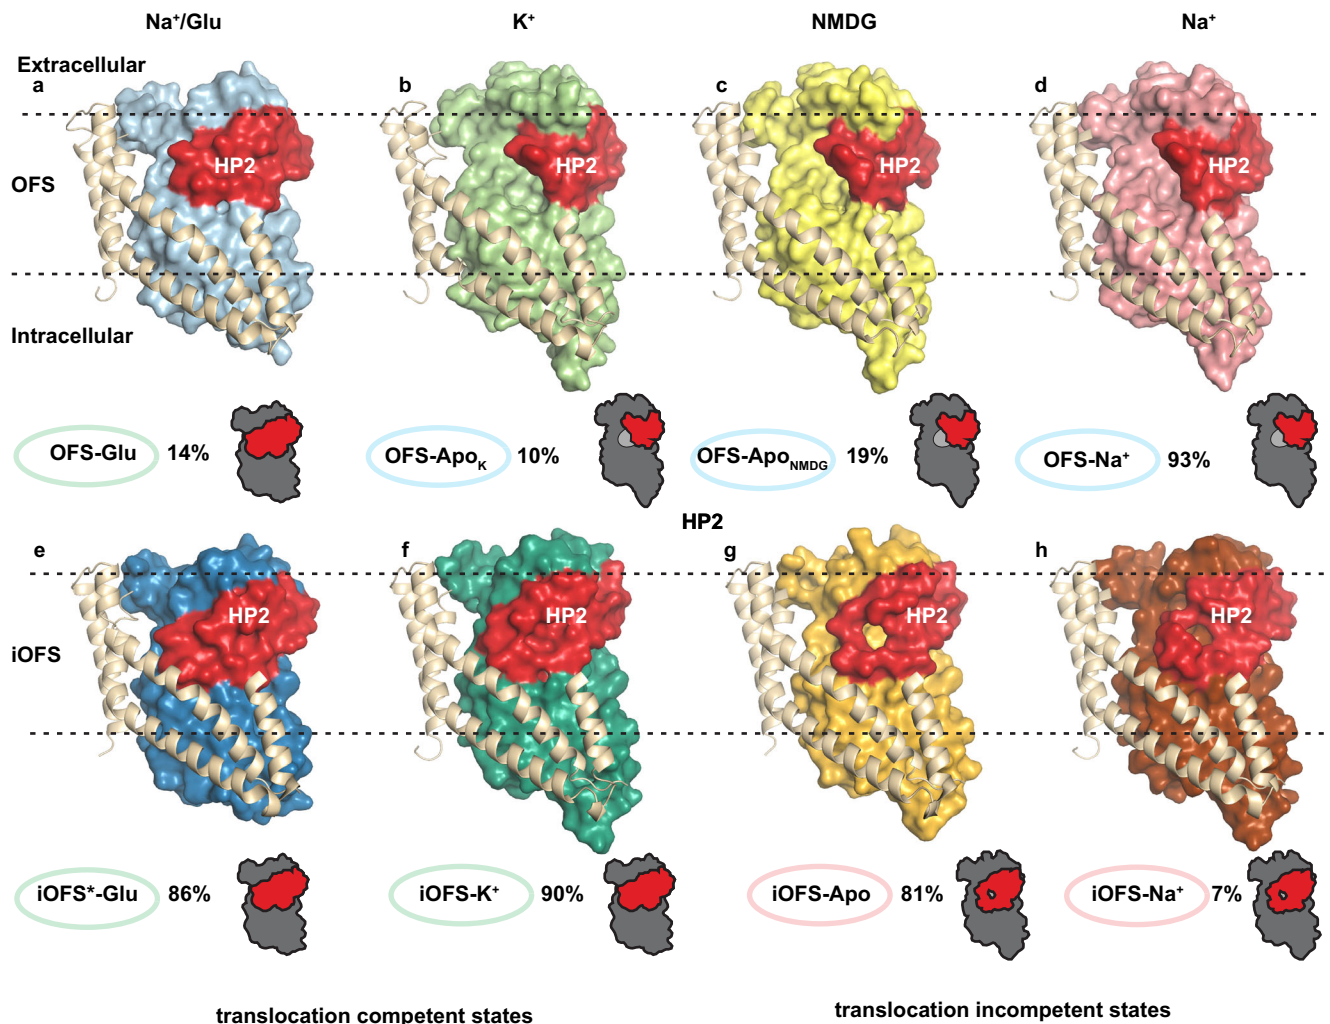 Na⁺/Glu K⁺ NMDG Na⁺
Extracellular
a b c d
HP2 HP2 HP2 HP2
OFS
Intracellular
OFS-Glu 14% OFS-Apo_K 10% OFS-Apo_NMDG 19% OFS-Na⁺ 93%
HP2
e f g h
HP2 HP2 HP2 HP2
iOFS
iOFS*-Glu 86% iOFS-K⁺ 90% iOFS-Apo 81% iOFS-Na⁺ 7%
translocation competent states translocation incompetent states